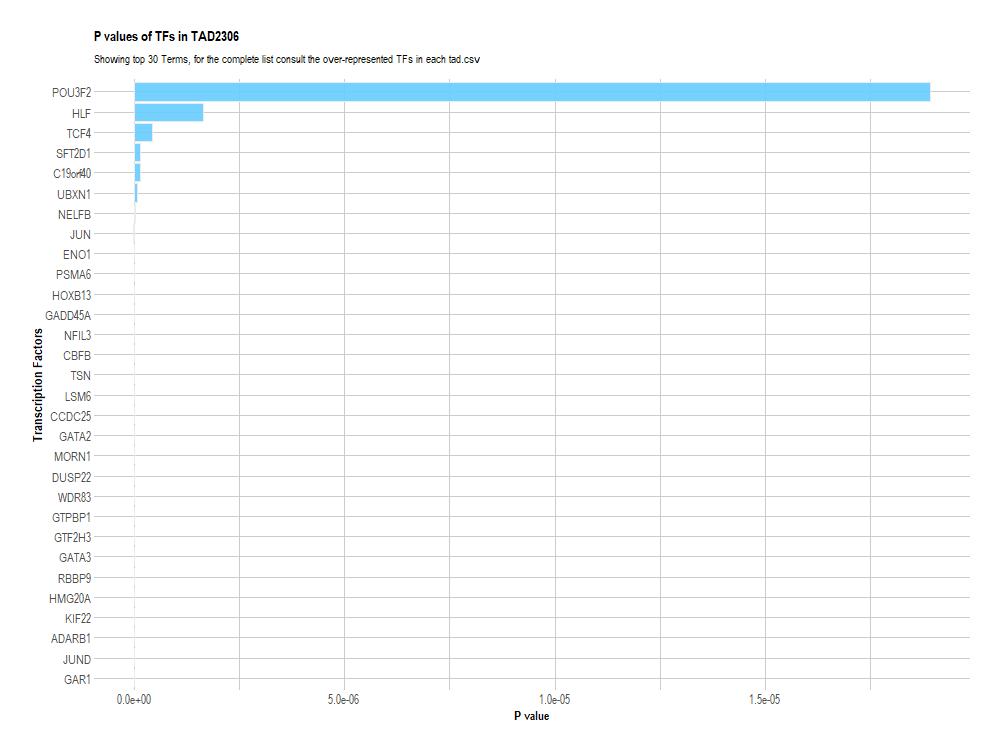 P values of TFs in TAD2306
Showing top 30 Terms, for the complete list consult the over-represented TFs in each tad.csv
Transcription Factors
POU3F2
HLF
TCF4
SFT2D1
C19orf40
UBXN1
NELFB
JUN
ENO1
PSMA6
HOXB13
GADD45A
NFIL3
CBFB
TSN
LSM6
CCDC25
GATA2
MORN1
DUSP22
WDR83
GTPBP1
GTF2H3
GATA3
RBBP9
HMG20A
KIF22
ADARB1
JUND
GAR1
0.0e+00 5.0e-06 1.0e-05 1.5e-05
P value